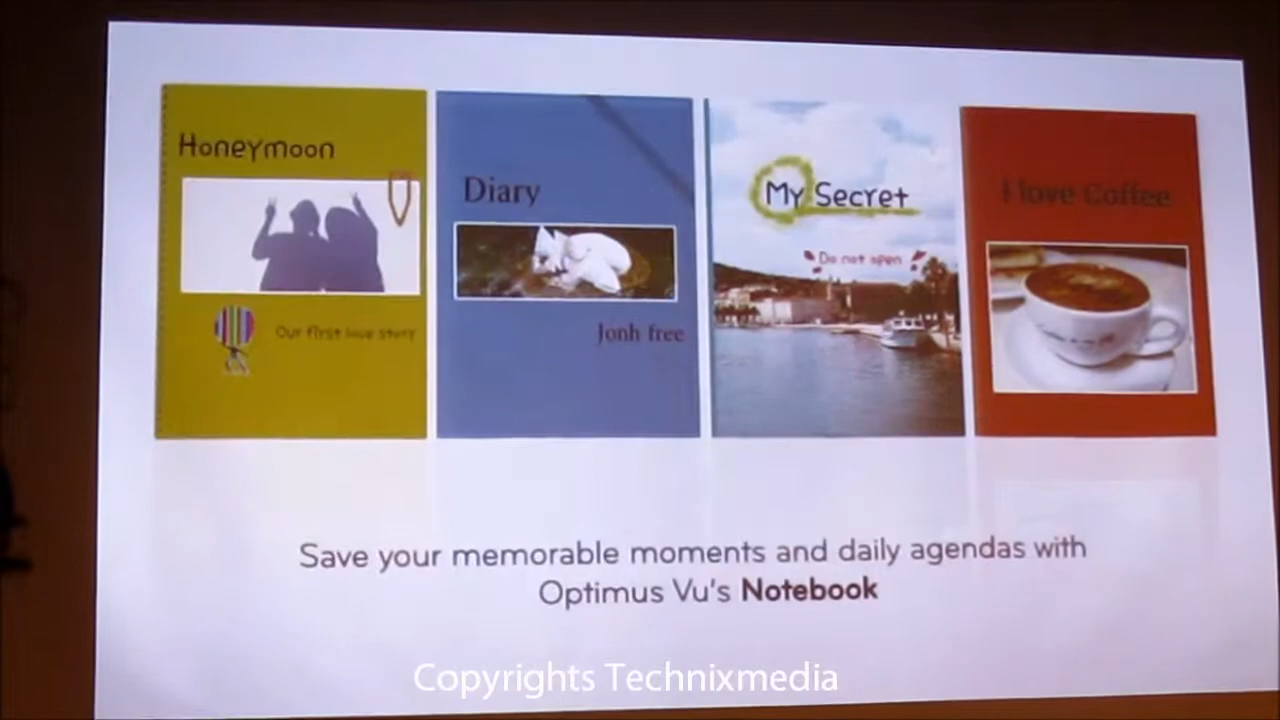 Honeymoon
Our first love story
Diary
Jonh free
My Secret
Do not open
I love Coffee
Save your memorable moments and daily agendas with
Optimus Vu's Notebook
Copyrights Technixmedia